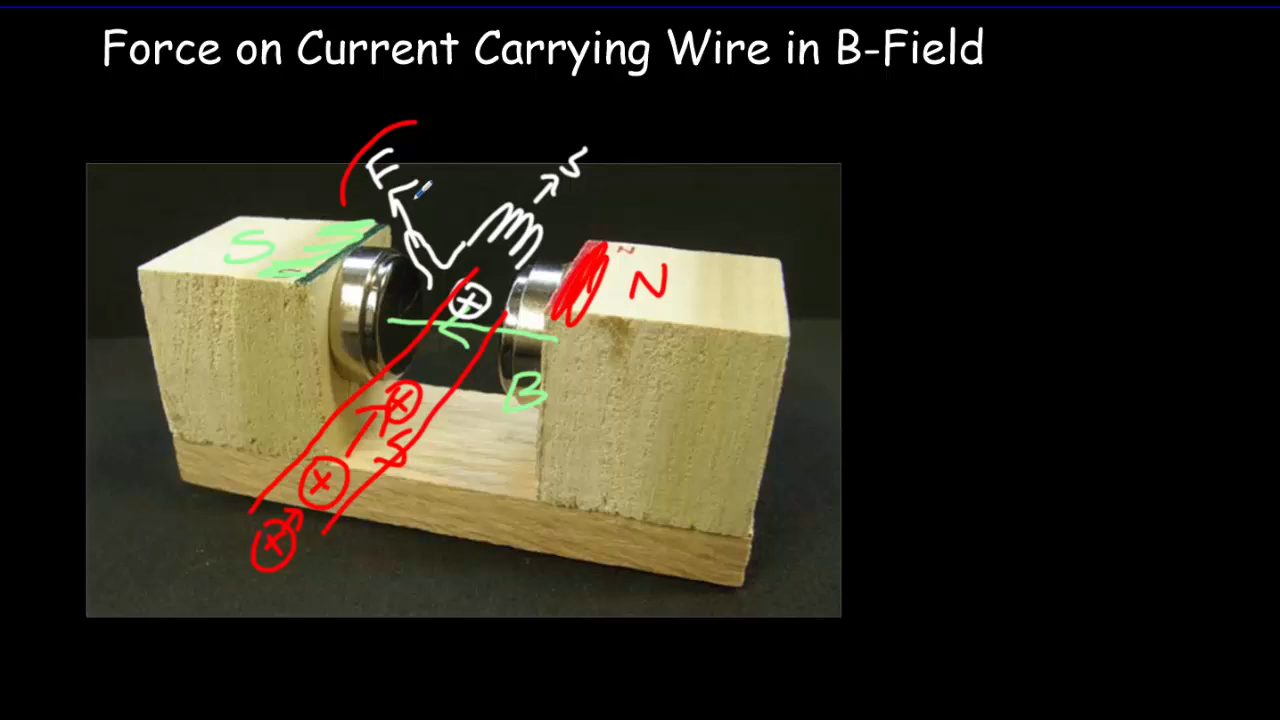 Force on Current Carrying Wire in B-Field
F
S
N
N
+
B
+
+
+